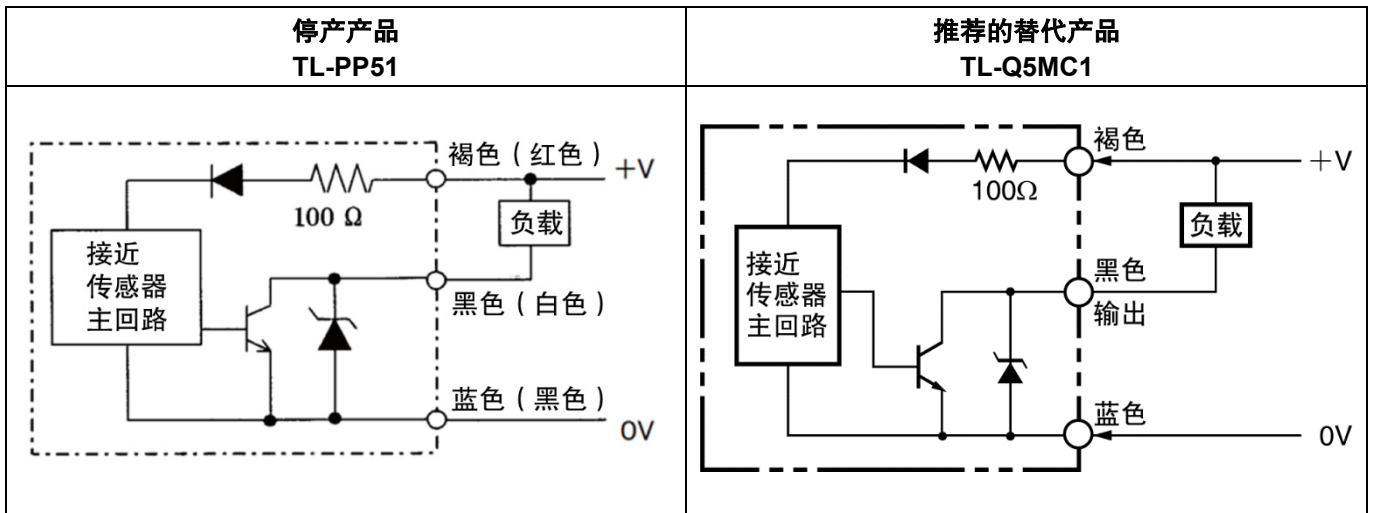 停产产品
TL-PP51
推荐的替代产品
TL-Q5MC1
褐色（红色）
+V
100 Ω
负载
接近
传感器
主回路
黑色（白色）
蓝色（黑色）
0V
褐色
+V
100Ω
负载
接近
传感器
主回路
黑色
输出
蓝色
0V